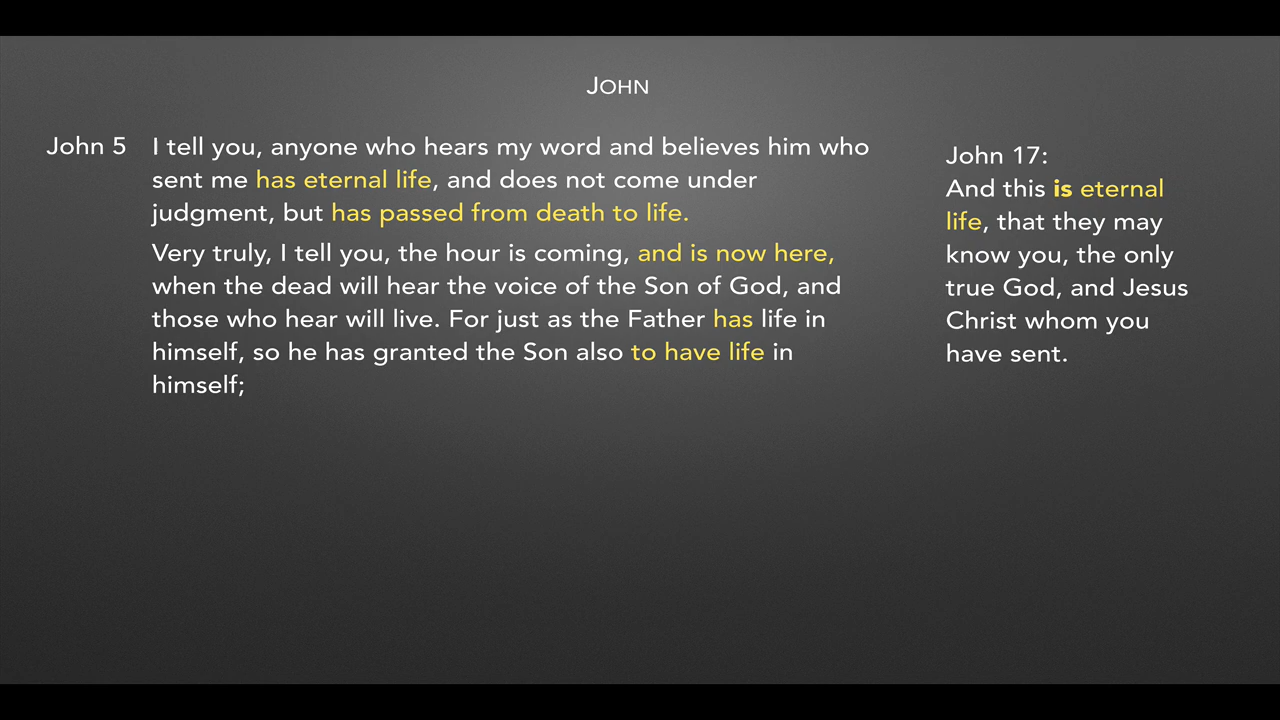 John
John 5
I tell you, anyone who hears my word and believes him who
sent me has eternal life, and does not come under
judgment, but has passed from death to life.
Very truly, I tell you, the hour is coming, and is now here,
when the dead will hear the voice of the Son of God, and
those who hear will live. For just as the Father has life in
himself, so he has granted the Son also to have life in
himself;
John 17:
And this is eternal
life, that they may
know you, the only
true God, and Jesus
Christ whom you
have sent.